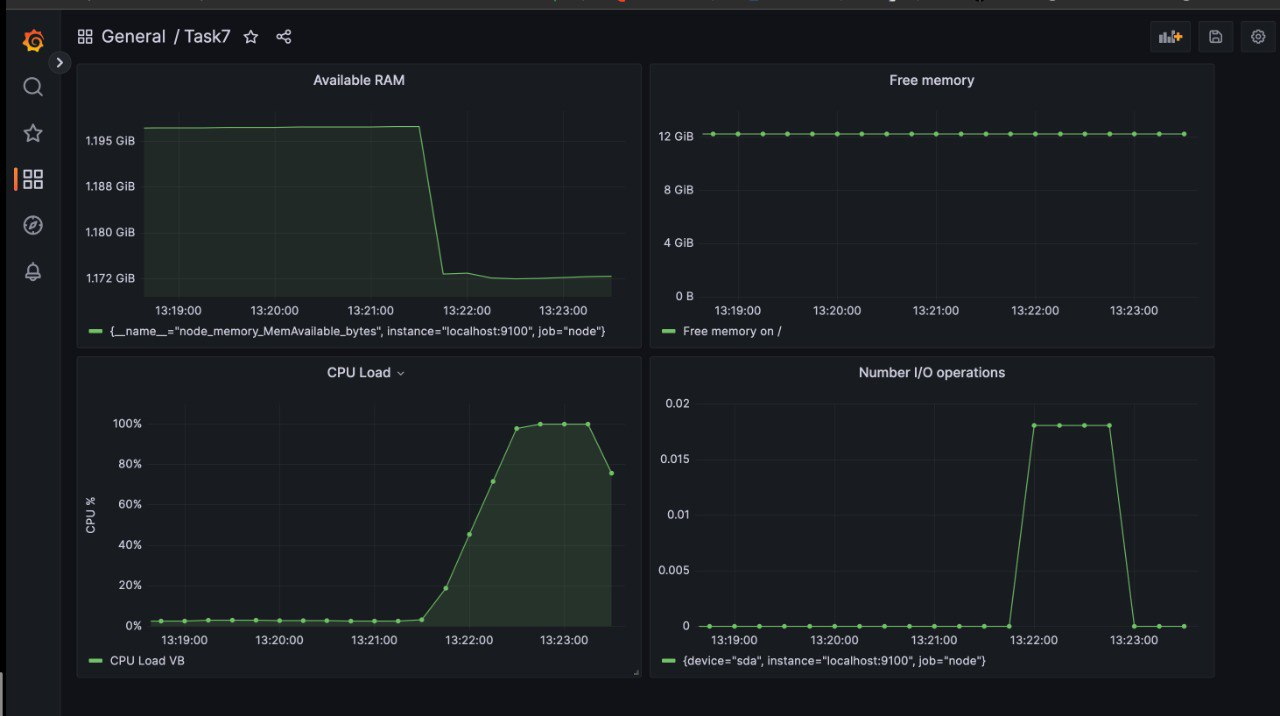 General / Task7
Available RAM
1.195 GiB
1.188 GiB
1.180 GiB
1.172 GiB
13:19:00 13:20:00 13:21:00 13:22:00 13:23:00
{__name__="node_memory_MemAvailable_bytes", instance="localhost:9100", job="node"}
Free memory
12 GiB
8 GiB
4 GiB
0 B
13:19:00 13:20:00 13:21:00 13:22:00 13:23:00
Free memory on /
CPU Load
CPU %
100%
80%
60%
40%
20%
0%
13:19:00 13:20:00 13:21:00 13:22:00 13:23:00
CPU Load VB
Number I/O operations
0.02
0.015
0.01
0.005
0
13:19:00 13:20:00 13:21:00 13:22:00 13:23:00
{device="sda", instance="localhost:9100", job="node"}